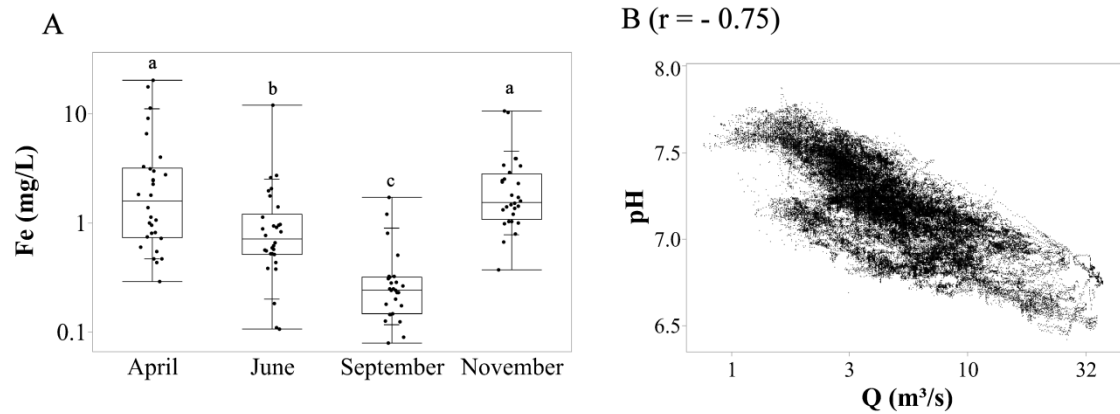 A
B (r = - 0.75)
Fe (mg/L)
10
1
0.1
a
b
c
a
April
June
September
November
pH
8.0
7.5
7.0
6.5
1
3
10
32
Q (m³/s)